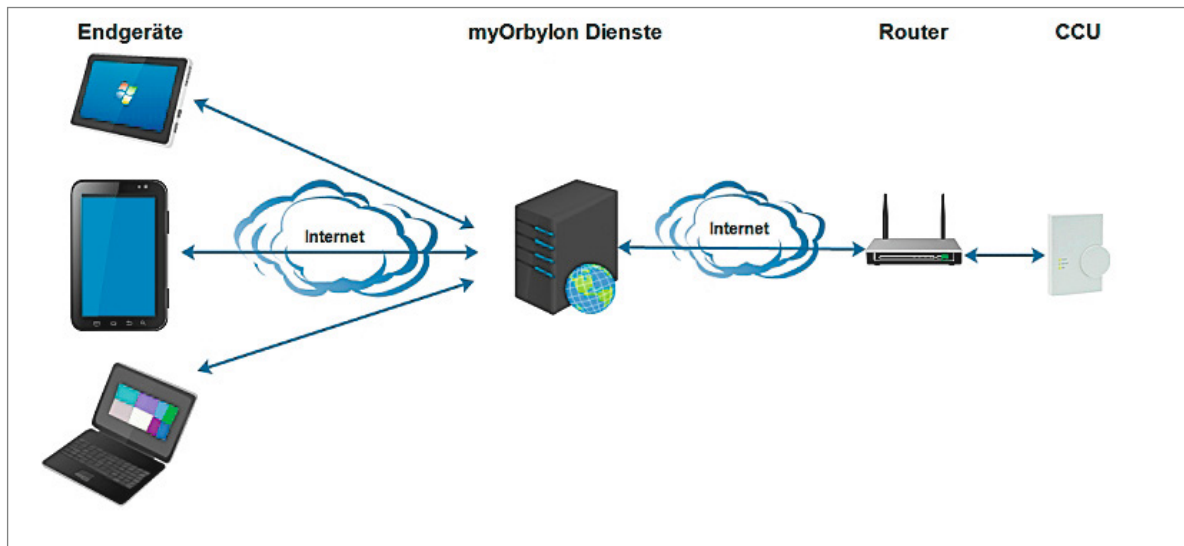 Endgeräte
myOrbylon Dienste
Router
CCU
Internet
Internet